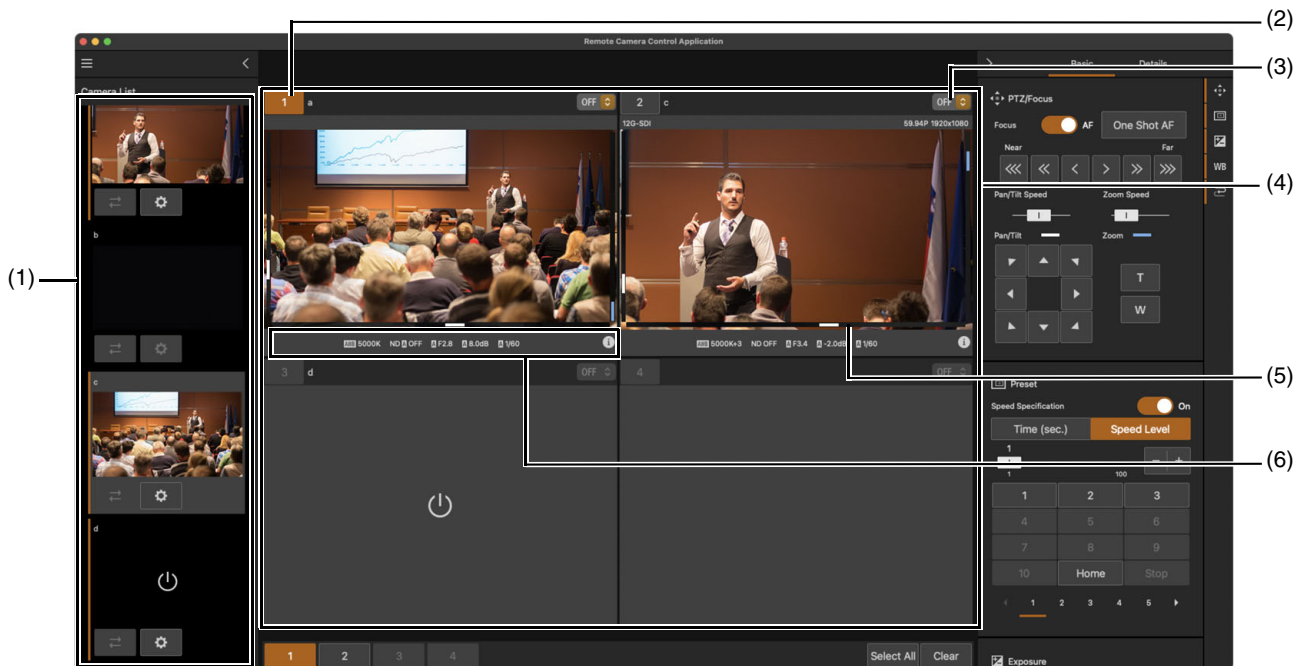 (2)
Remote Camera Control Application
(3)
Basic Details
Camera List
1 a OFF
2 c OFF
PTZ/Focus
12G-SDI 59.94P 1920x1080
Focus AF One Shot AF
Near Far
WB
(4)
Pan/Tilt Speed Zoom Speed
b
Pan/Tilt Zoom
(1)
T
W
5000K ND A OFF A F2.8 A 8.0dB A 1/60
5000K+3 ND OFF A F3.4 A -2.0dB A 1/60
3 d OFF
4 OFF
(5)
c
Preset
Speed Specification On
Time (sec.) Speed Level
1
(6)
1 100
1 2 3
4 5 6
7 8 9
10 Home Stop
d
1 2 3 4 5
1 2 3 4 Select All Clear
Exposure